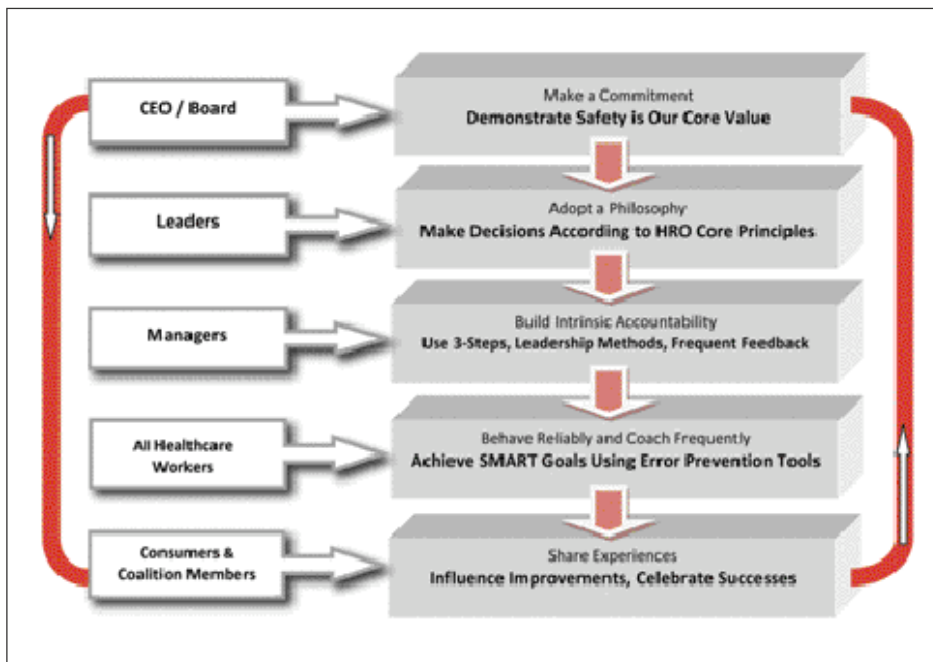 CEO / Board
Make a Commitment
Demonstrate Safety is Our Core Value
Leaders
Adopt a Philosophy
Make Decisions According to HRO Core Principles
Managers
Build Intrinsic Accountability
Use 3-Steps, Leadership Methods, Frequent Feedback
All Healthcare
Workers
Behave Reliably and Coach Frequently
Achieve SMART Goals Using Error Prevention Tools
Consumers &
Coalition Members
Share Experiences
Influence Improvements, Celebrate Successes